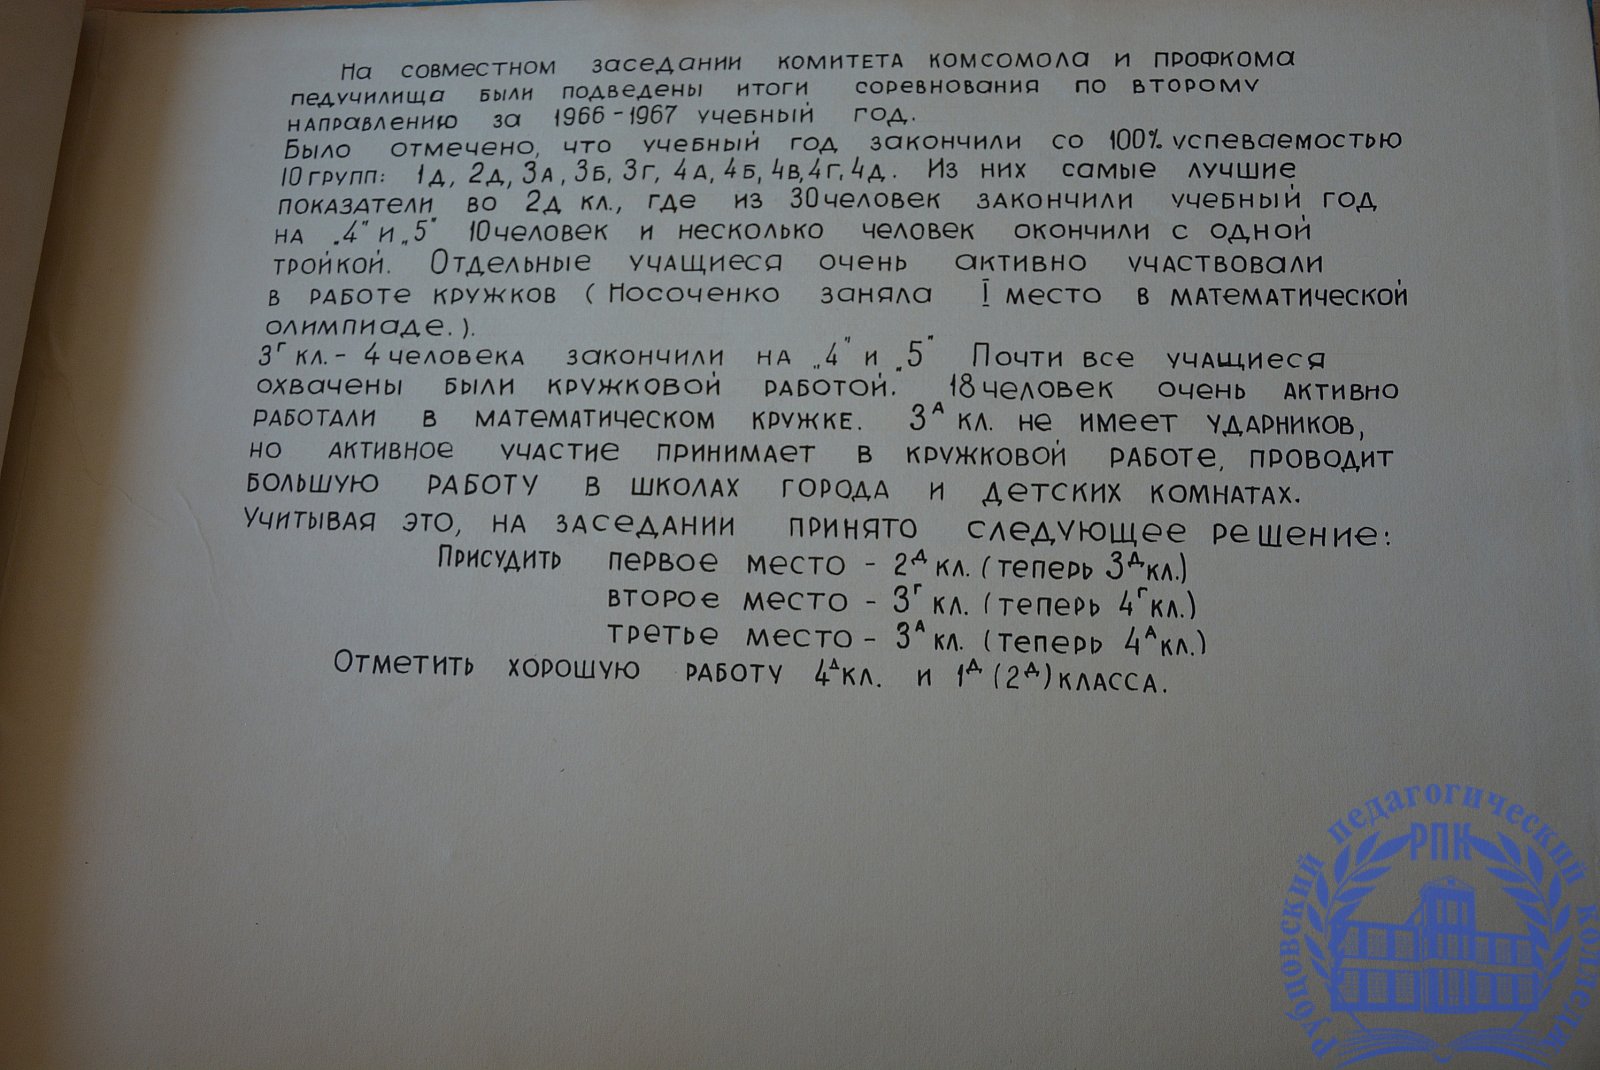 На совместном заседании комитета комсомола и профкома
педучилища были подведены итоги соревнования по второму
направлению за 1966-1967 учебный год.
Было отмечено, что учебный год закончили со 100% успеваемостью
10 групп: 1д, 2д, 3а, 3б, 3г, 4а, 4б, 4в, 4г, 4д. Из них самые лучшие
показатели во 2д кл., где из 30 человек закончили учебный год
на „4" и „5" 10 человек и несколько человек окончили с одной
тройкой. Отдельные учащиеся очень активно участвовали
в работе кружков (Носоченко заняла I место в математической
олимпиаде.).
3г кл. - 4 человека закончили на „4" и „5" Почти все учащиеся
охвачены были кружковой работой. 18 человек очень активно
работали в математическом кружке. 3А кл. не имеет ударников,
но активное участие принимает в кружковой работе, проводит
большую работу в школах города и детских комнатах.
Учитывая это, на заседании принято следующее решение:
Присудить первое место - 2Д кл. (теперь 3Д кл.)
второе место - 3Г кл. (теперь 4Г кл.)
третье место - 3А кл. (теперь 4А кл.)
Отметить хорошую работу 4Д кл. и 1Д (2Д) класса.
Рубцовский педагогический колледж
РПК